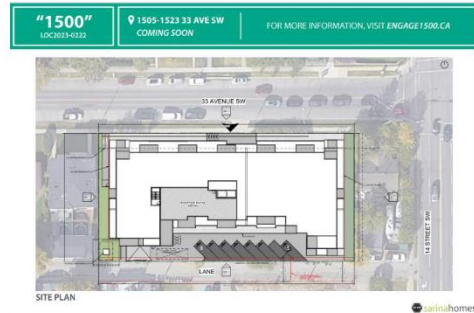 "1500"
LOC2023-0222
1505-1523 33 AVE SW
COMING SOON
FOR MORE INFORMATION, VISIT ENGAGE1500.CA
33 AVENUE SW
14 STREET SW
LANE
SITE PLAN
sarinahomes